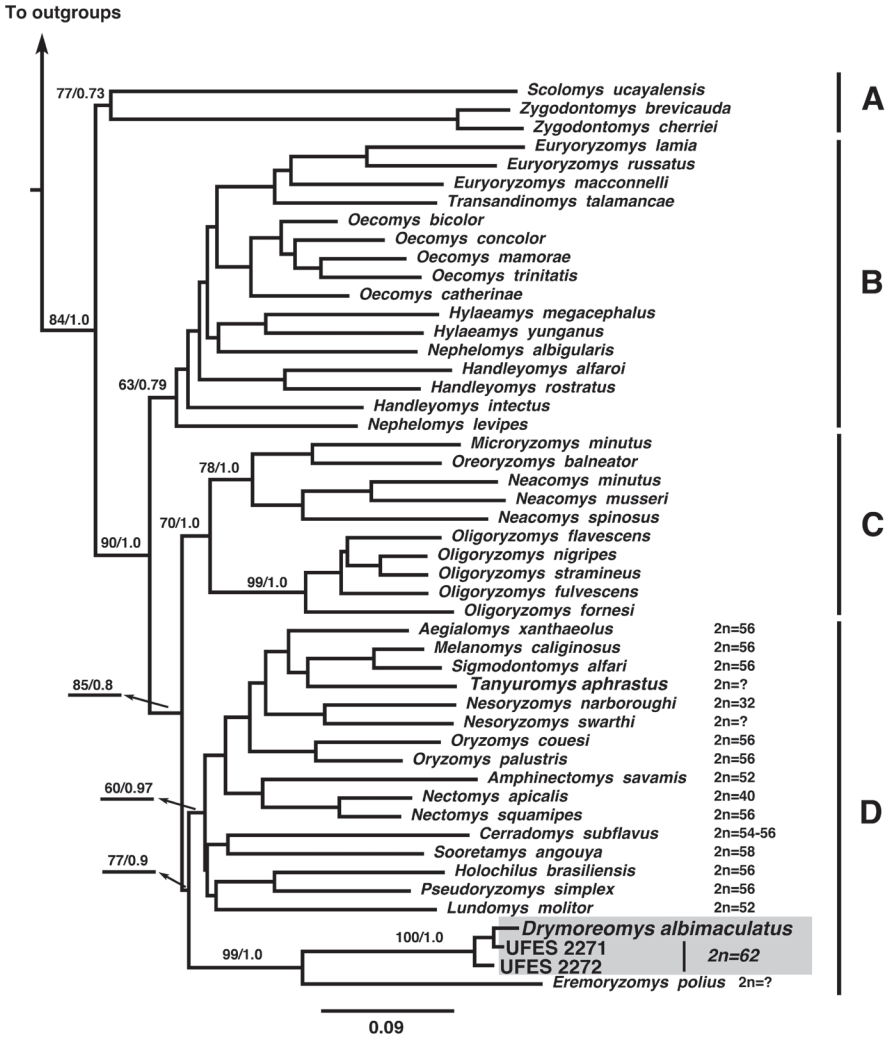 To outgroups
77/0.73
Scolomys ucayalensis
A
Zygodontomys brevicauda
Zygodontomys cherriei
Euryoryzomys lamia
Euryoryzomys russatus
Euryoryzomys macconnelli
Transandinomys talamancae
Oecomys bicolor
Oecomys concolor
Oecomys mamorae
B
Oecomys trinitatis
Oecomys catherinae
Hylaeamys megacephalus
84/1.0
Hylaeamys yunganus
Nephelomys albigularis
Handleyomys alfaroi
63/0.79
Handleyomys rostratus
Handleyomys intectus
Nephelomys levipes
Microryzomys minutus
Oreoryzomys balneator
78/1.0
Neacomys minutus
Neacomys musseri
Neacomys spinosus
70/1.0
C
Oligoryzomys flavescens
90/1.0
Oligoryzomys nigripes
Oligoryzomys stramineus
99/1.0
Oligoryzomys fulvescens
Oligoryzomys fornesi
Aegialomys xanthaeolus 2n=56
Melanomys caliginosus 2n=56
Sigmodontomys alfari 2n=56
85/0.8
Tanyuromys aphrastus 2n=?
Nesoryzomys narboroughi 2n=32
Nesoryzomys swarthi 2n=?
Oryzomys couesi 2n=56
Oryzomys palustris 2n=56
Amphinectomys savamis 2n=52
60/0.97
Nectomys apicalis 2n=40
D
Nectomys squamipes 2n=56
Cerradomys subflavus 2n=54-56
Sooretamys angouya 2n=58
77/0.9
Holochilus brasiliensis 2n=56
Pseudoryzomys simplex 2n=56
Lundomys molitor 2n=52
Drymoreomys albimaculatus
100/1.0
UFES 2271
2n=62
99/1.0
UFES 2272
Eremoryzomys polius 2n=?
0.09